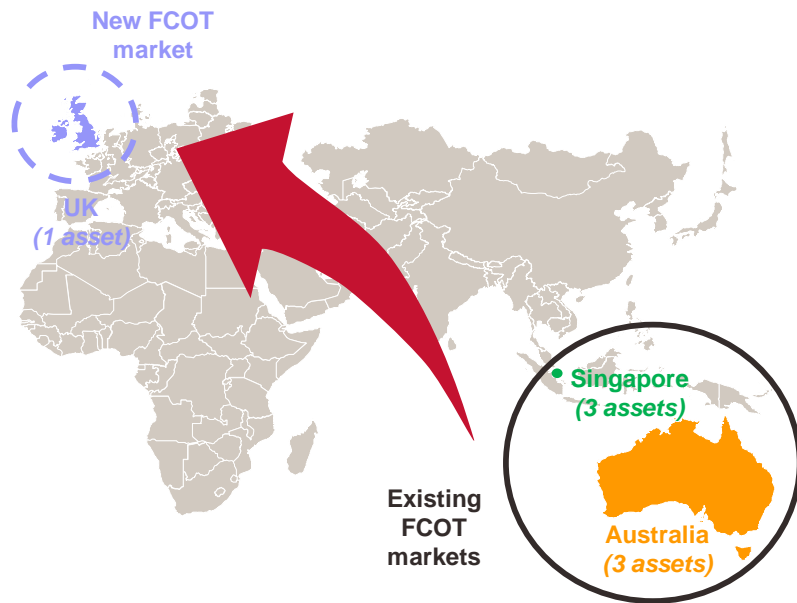 New FCOT
market
UK
(1 asset)
Singapore
(3 assets)
Existing
FCOT
markets
Australia
(3 assets)